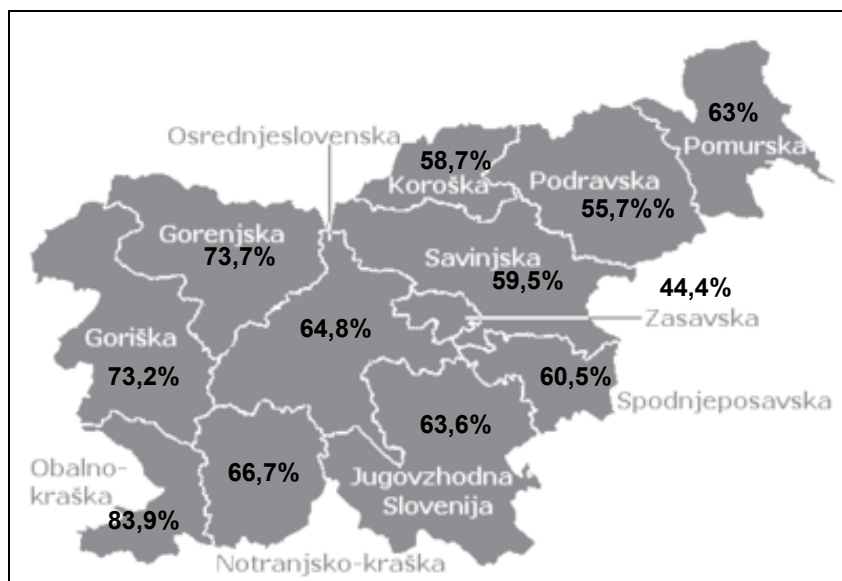 63%
Pomurska
Osrednjeslovenska
58,7%
Koroška
Podravska
55,7%%
Gorenjska
73,7%
Savinjska
59,5%
44,4%
Zasavska
64,8%
Goriška
73,2%
60,5%
Spodnjeposavska
63,6%
Jugovzhodna
Slovenija
66,7%
Obalno-
kraška
83,9%
Notranjsko-kraška